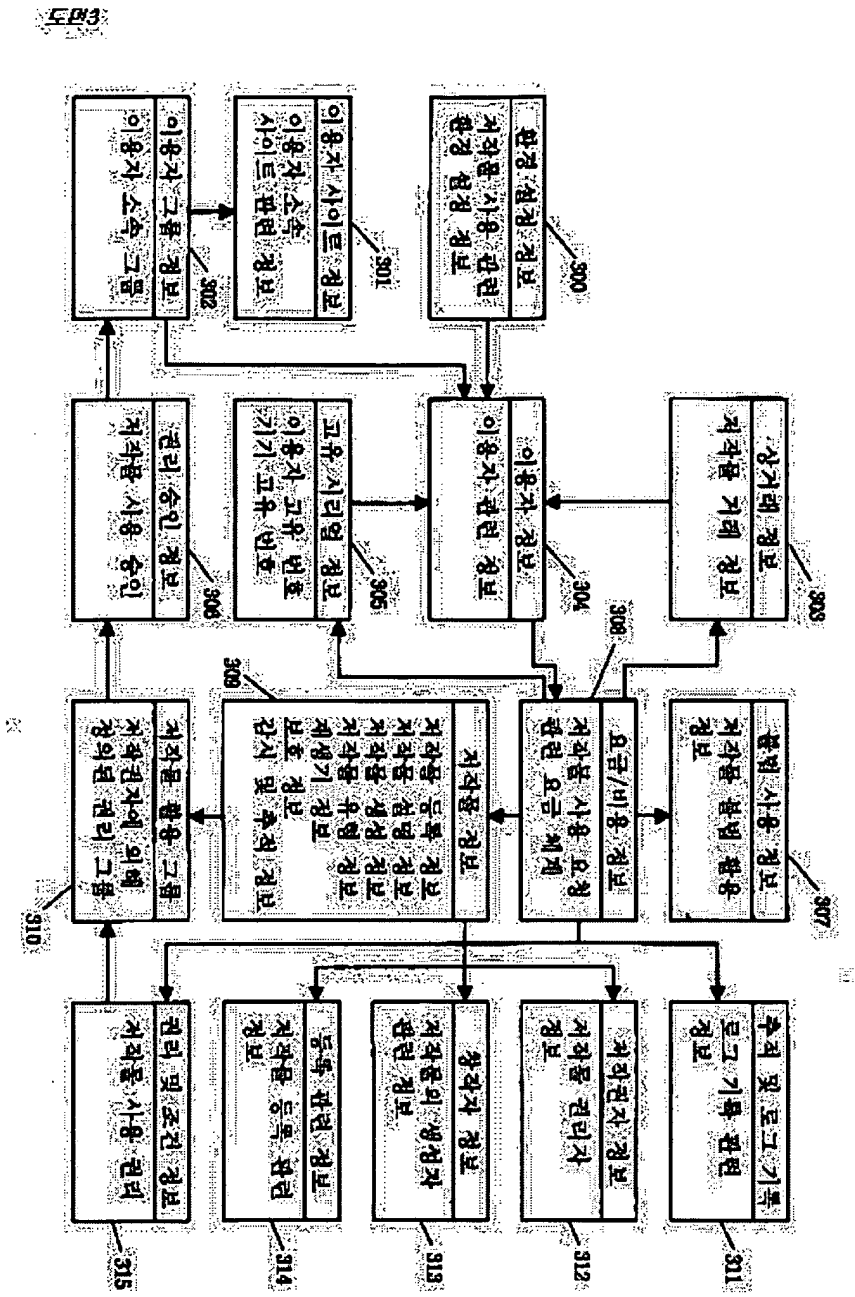 도면3
환경 설정 정보
저작물 사용 관련
환경 설정 정보
300
이용자 사이트 정보
이용자 소속
사이트 관련 정보
301
이용자 그룹 정보
이용자 소속 그룹
302
상거래 정보
저작물 거래 정보
303
이용자 정보
이용자 관련 정보
304
고유 시리얼 정보
이용자 고유 번호
기기 고유 번호
305
권리 승인 정보
저작물 사용 승인
306
불법 사용 정보
저작물 불법 활용
정보
307
요금/비용 정보
저작물 사용 요청
관련 요금 체계
308
저작물 정보
저작물 등록 정보
저작물 설명 정보
저작물 생성 정보
저작물 유형 정보
재생기 정보
보호 정보
감시 및 추적 정보
309
저작물 활용 그룹
저작권자에 의해
정의된 권리 그룹
310
추적 및 로그 기록
로그 기록 관련
정보
311
저작권자 정보
저작물 권리자
정보
312
창작자 정보
저작물의 생성자
관련 정보
313
등록 관련 정보
저작물 등록 관련
정보
314
권리 및 조건 정보
저작물 사용 권리
315